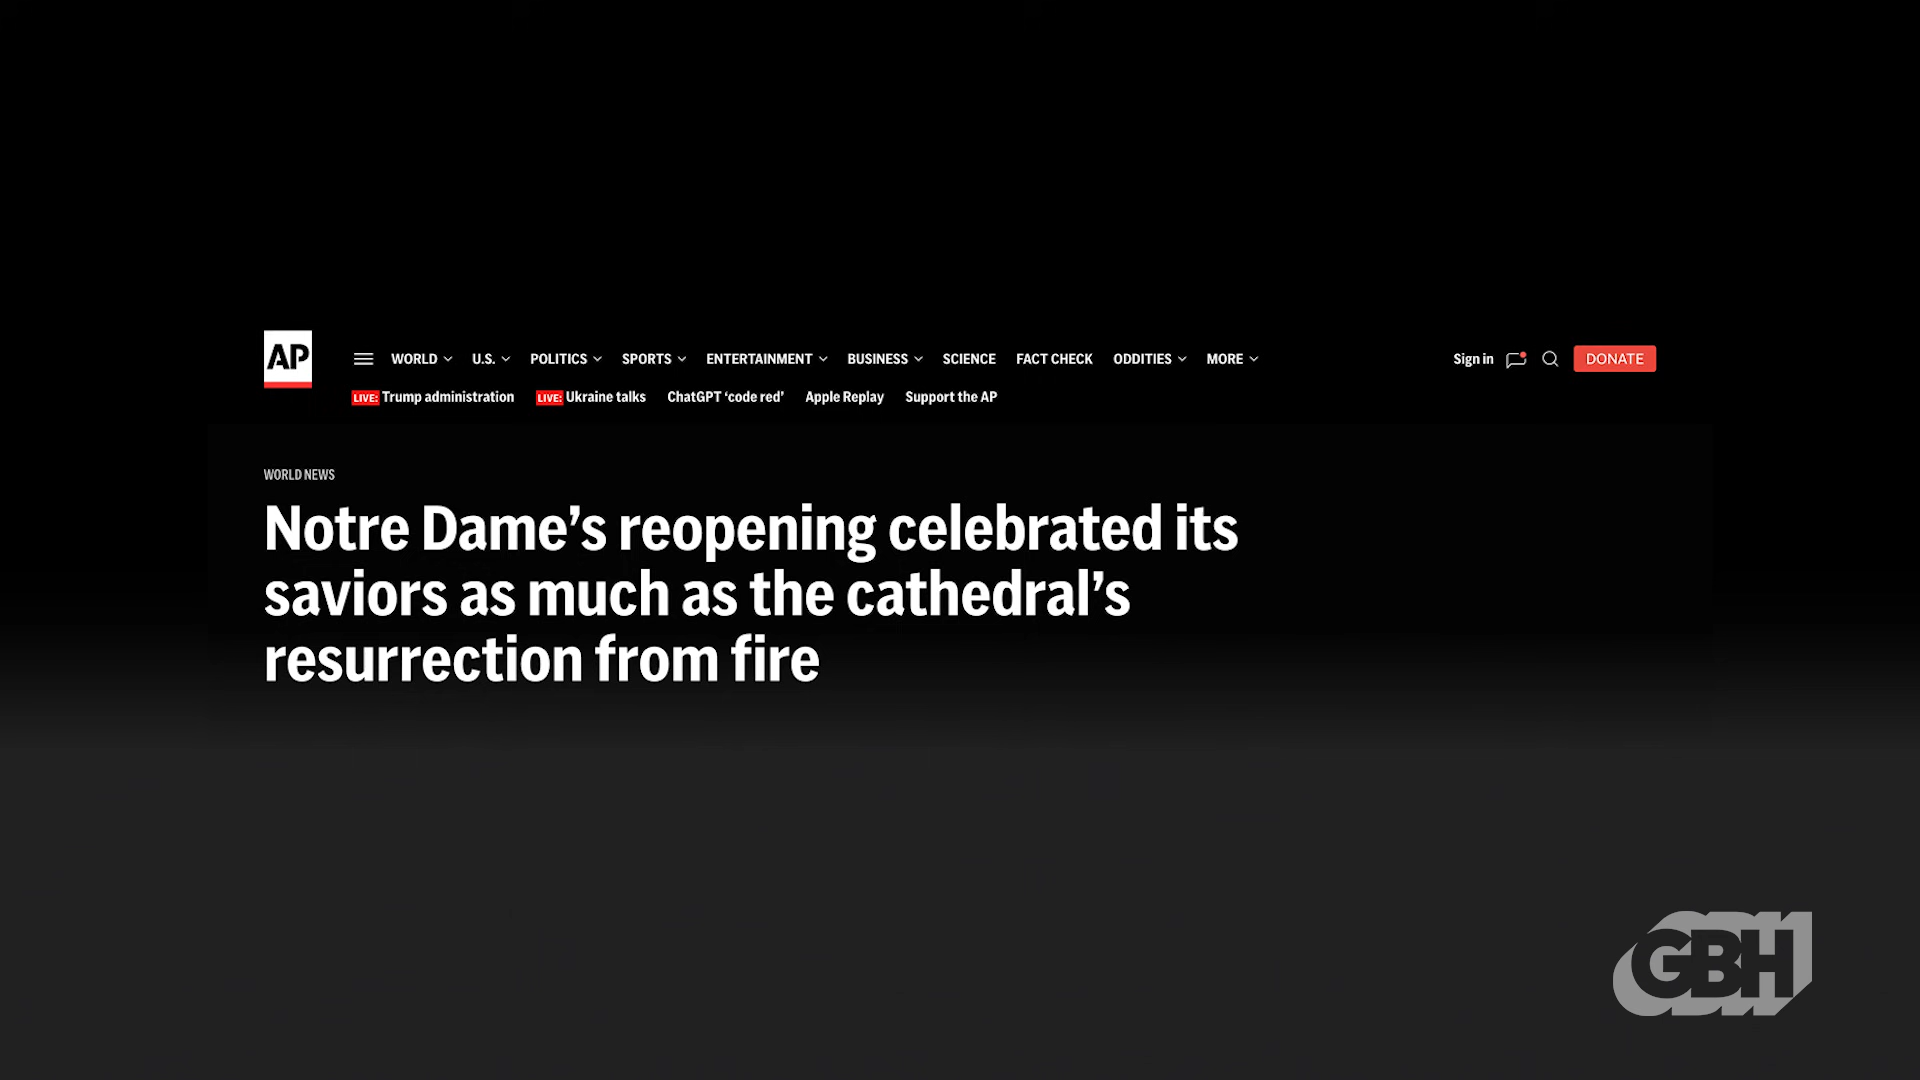 AP
WORLD U.S. POLITICS SPORTS ENTERTAINMENT BUSINESS SCIENCE FACT CHECK ODDITIES MORE Sign in DONATE
LIVE: Trump administration LIVE: Ukraine talks ChatGPT ‘code red’ Apple Replay Support the AP
WORLD NEWS
Notre Dame’s reopening celebrated its
saviors as much as the cathedral’s
resurrection from fire
GBH